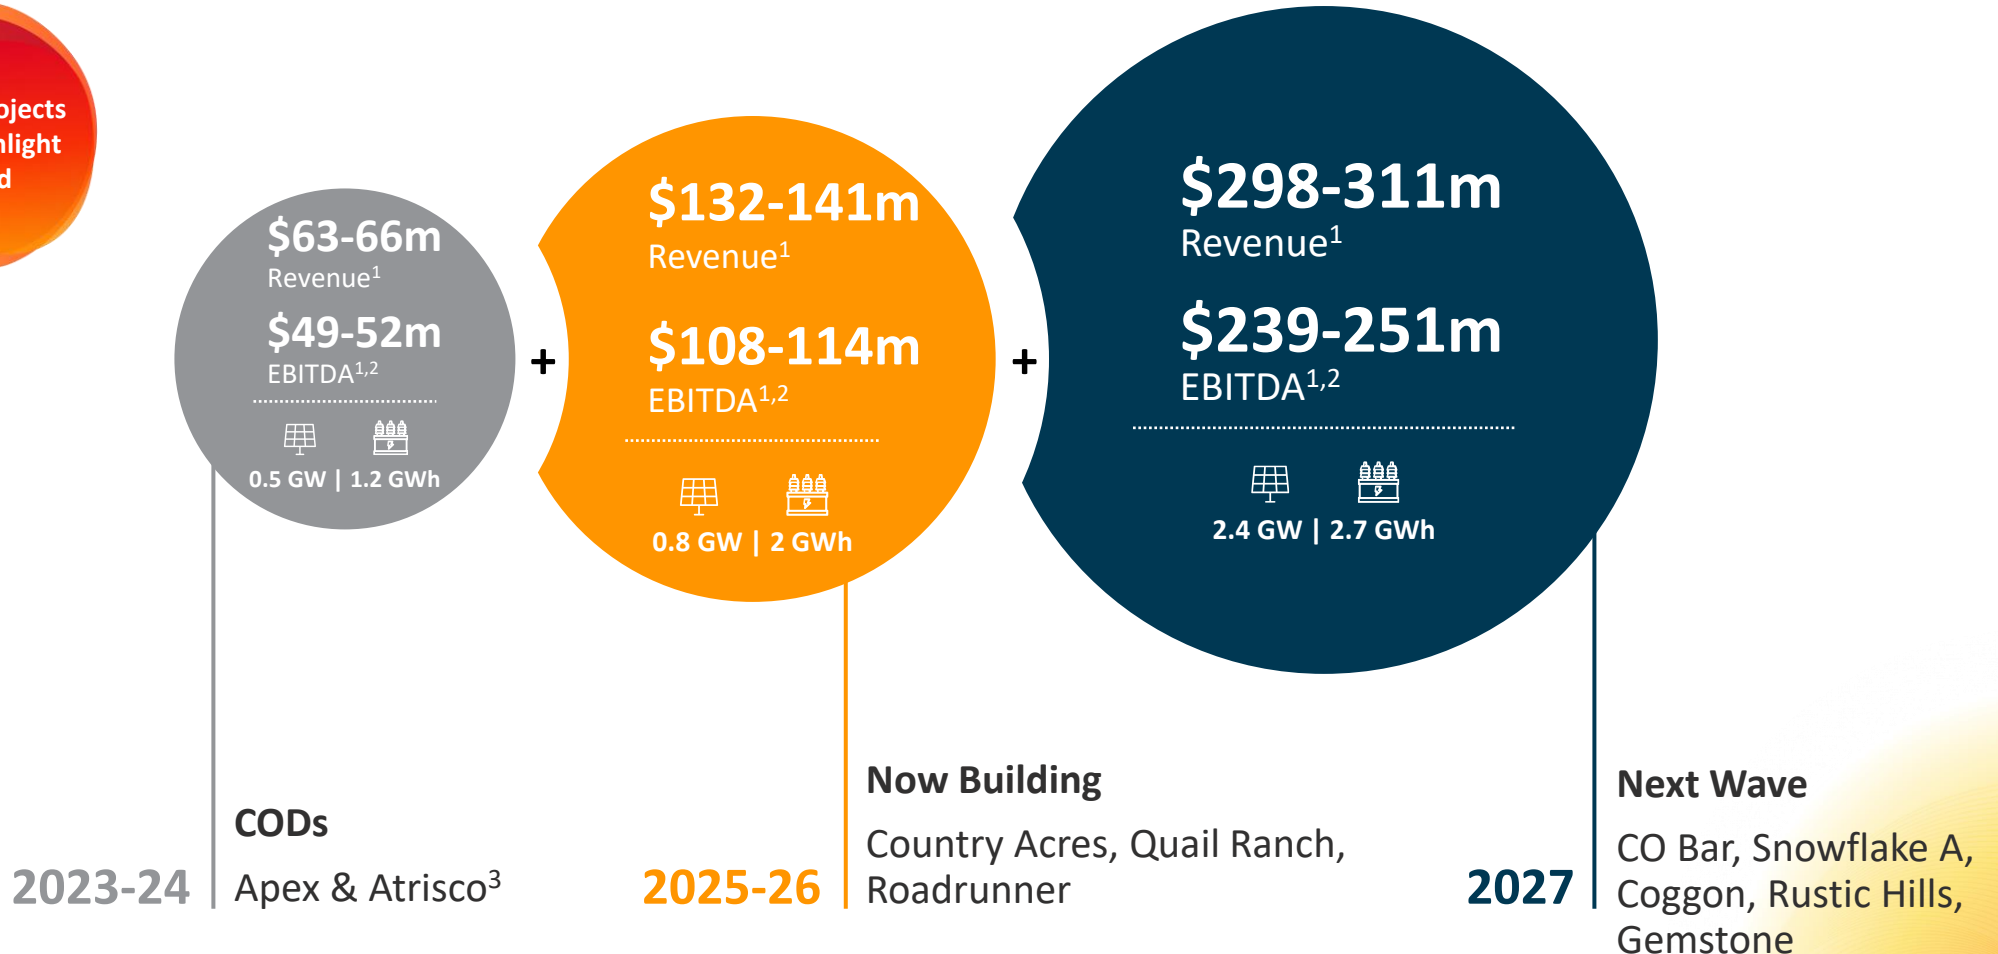 $63-66m
Revenue1
$49-52m
EBITDA1,2
0.5 GW | 1.2 GWh
+
$132-141m
Revenue1
$108-114m
EBITDA1,2
0.8 GW | 2 GWh
+
$298-311m
Revenue1
$239-251m
EBITDA1,2
2.4 GW | 2.7 GWh
2023-24
CODs
Apex & Atrisco3
2025-26
Now Building
Country Acres, Quail Ranch,
Roadrunner
2027
Next Wave
CO Bar, Snowflake A,
Coggon, Rustic Hills,
Gemstone